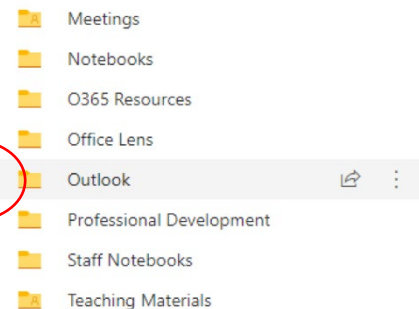 Meetings
Notebooks
O365 Resources
Office Lens
Outlook
Professional Development
Staff Notebooks
Teaching Materials